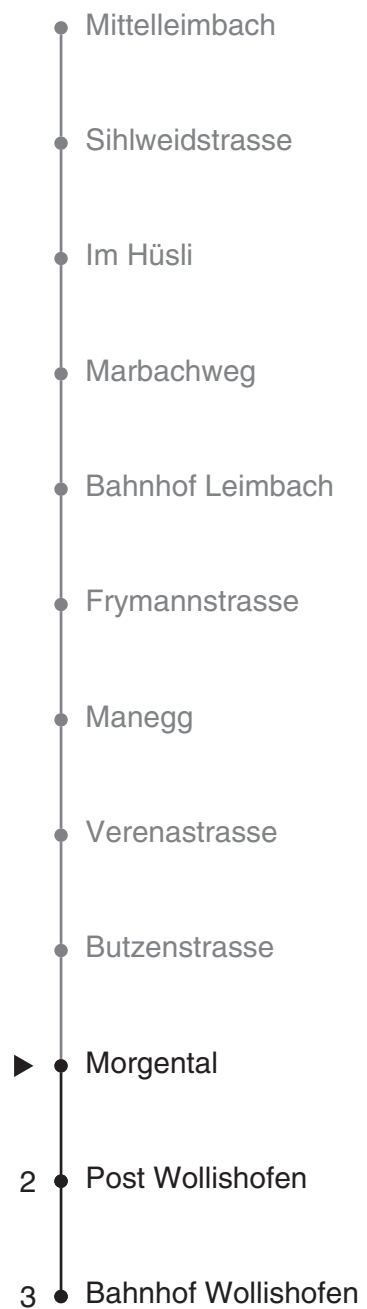 Mittelleimbach
Sihlweidstrasse
Im Hüsli
Marbachweg
Bahnhof Leimbach
Frymannstrasse
Manegg
Verenastrasse
Butzenstrasse
Morgental
2 Post Wollishofen
3 Bahnhof Wollishofen